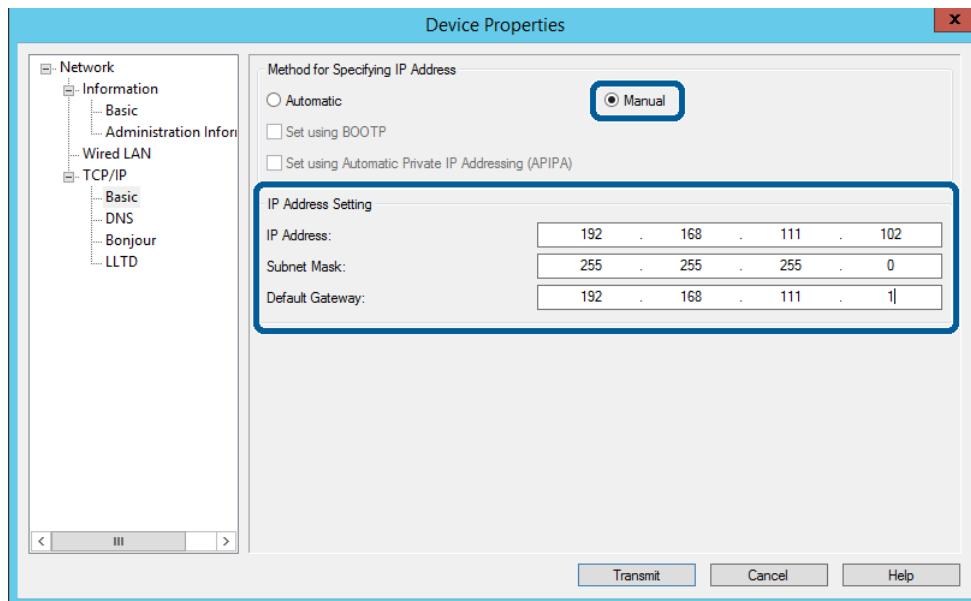 Device Properties
x
Network
Information
Basic
Administration Infor
Wired LAN
TCP/IP
Basic
DNS
Bonjour
LLTD
Method for Specifying IP Address
Automatic Manual
Set using BOOTP
Set using Automatic Private IP Addressing (APIPA)
IP Address Setting
IP Address: 192 . 168 . 111 . 102
Subnet Mask: 255 . 255 . 255 . 0
Default Gateway: 192 . 168 . 111 . 1
Transmit Cancel Help